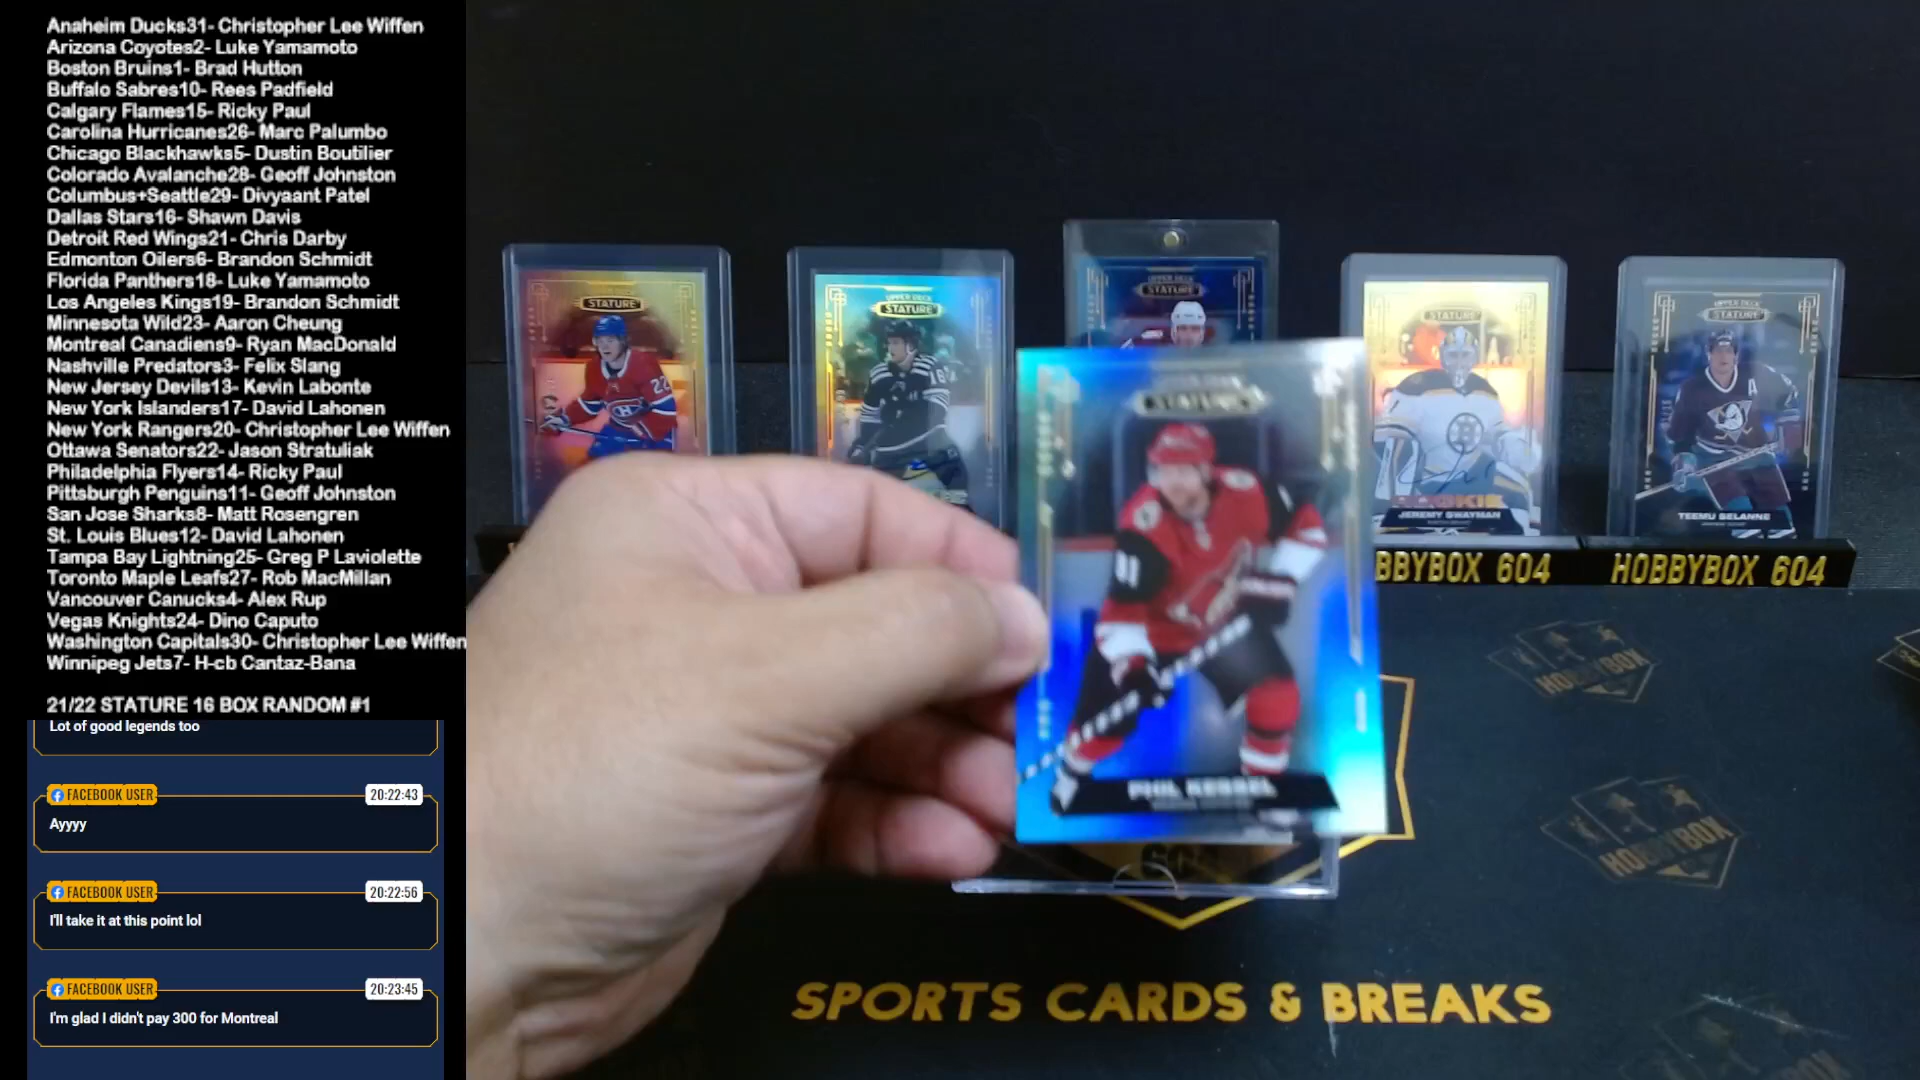 Anaheim Ducks31- Christopher Lee Wiffen
Arizona Coyotes2- Luke Yamamoto
Boston Bruins1- Brad Hutton
Buffalo Sabres10- Rees Padfield
Calgary Flames15- Ricky Paul
Carolina Hurricanes26- Marc Palumbo
Chicago Blackhawks5- Dustin Boutilier
Colorado Avalanche28- Geoff Johnston
Columbus+Seattle29- Divyaant Patel
Dallas Stars16- Shawn Davis
Detroit Red Wings21- Chris Darby
Edmonton Oilers6- Brandon Schmidt
Florida Panthers18- Luke Yamamoto
Los Angeles Kings19- Brandon Schmidt
Minnesota Wild23- Aaron Cheung
Montreal Canadiens9- Ryan MacDonald
Nashville Predators3- Felix Slang
New Jersey Devils13- Kevin Labonte
New York Islanders17- David Lahonen
New York Rangers20- Christopher Lee Wiffen
Ottawa Senators22- Jason Stratuliak
Philadelphia Flyers14- Ricky Paul
Pittsburgh Penguins11- Geoff Johnston
San Jose Sharks8- Matt Rosengren
St. Louis Blues12- David Lahonen
Tampa Bay Lightning25- Greg P Laviolette
Toronto Maple Leafs27- Rob MacMillan
Vancouver Canucks4- Alex Rup
Vegas Knights24- Dino Caputo
Washington Capitals30- Christopher Lee Wiffen
Winnipeg Jets7- H-cb Cantaz-Bana
21/22 STATURE 16 BOX RANDOM #1
Lot of good legends too
FACEBOOK USER 20:22:43
Ayyyy
FACEBOOK USER 20:22:56
I'll take it at this point lol
FACEBOOK USER 20:23:45
I'm glad I didn't pay 300 for Montreal
STATURE
UPPER DECK
STATURE
UPPER DECK
STATURE
STATURE
JEREMY SWAYMAN
UPPER DECK
STATURE
TEEMU SELANNE
STATURE
PHIL KESSEL
BBYBOX 604
HOBBYBOX 604
HOBBYBOX
HOBBYBOX
SPORTS CARDS & BREAKS